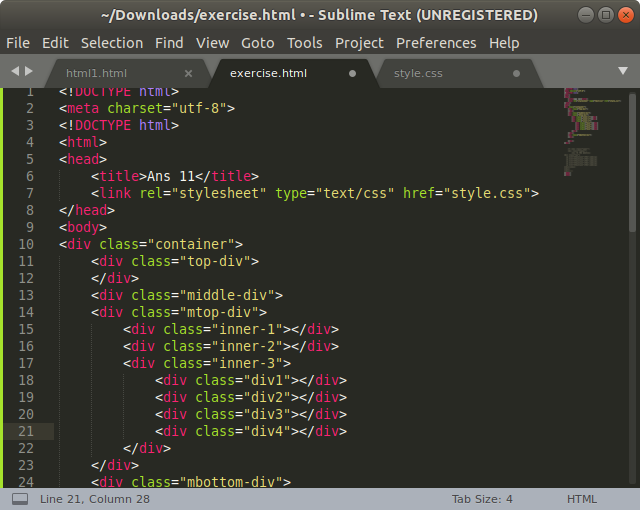 ~/Downloads/exercise.html • - Sublime Text (UNREGISTERED)
File Edit Selection Find View Goto Tools Project Preferences Help
html1.html exercise.html style.css
1 <!DOCTYPE html>
2 <meta charset="utf-8">
3 <!DOCTYPE html>
4 <html>
5 <head>
6 <title>Ans 11</title>
7 <link rel="stylesheet" type="text/css" href="style.css">
8 </head>
9 <body>
10 <div class="container">
11 <div class="top-div">
12 </div>
13 <div class="middle-div">
14 <div class="mtop-div">
15 <div class="inner-1"></div>
16 <div class="inner-2"></div>
17 <div class="inner-3">
18 <div class="div1"></div>
19 <div class="div2"></div>
20 <div class="div3"></div>
21 <div class="div4"></div>
22 </div>
23 </div>
24 <div class="mbottom-div">
Line 21, Column 28 Tab Size: 4 HTML